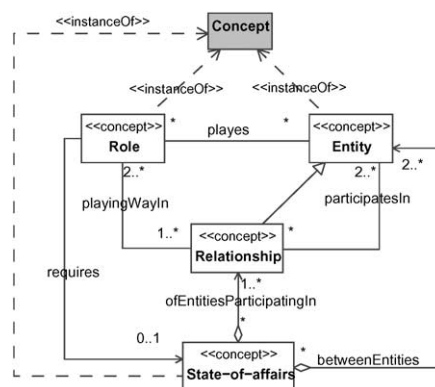 <<instanceOf>>
Concept
<<instanceOf>>
<<instanceOf>>
<<concept>>
Role
*
playes
*
<<concept>>
Entity
2..*
2..*
2..*
playingWayIn
participatesIn
1..*
<<concept>>
Relationship
*
requires
1..*
ofEntitiesParticipatingIn
*
0..1
<<concept>>
State-of-affairs
*
betweenEntities